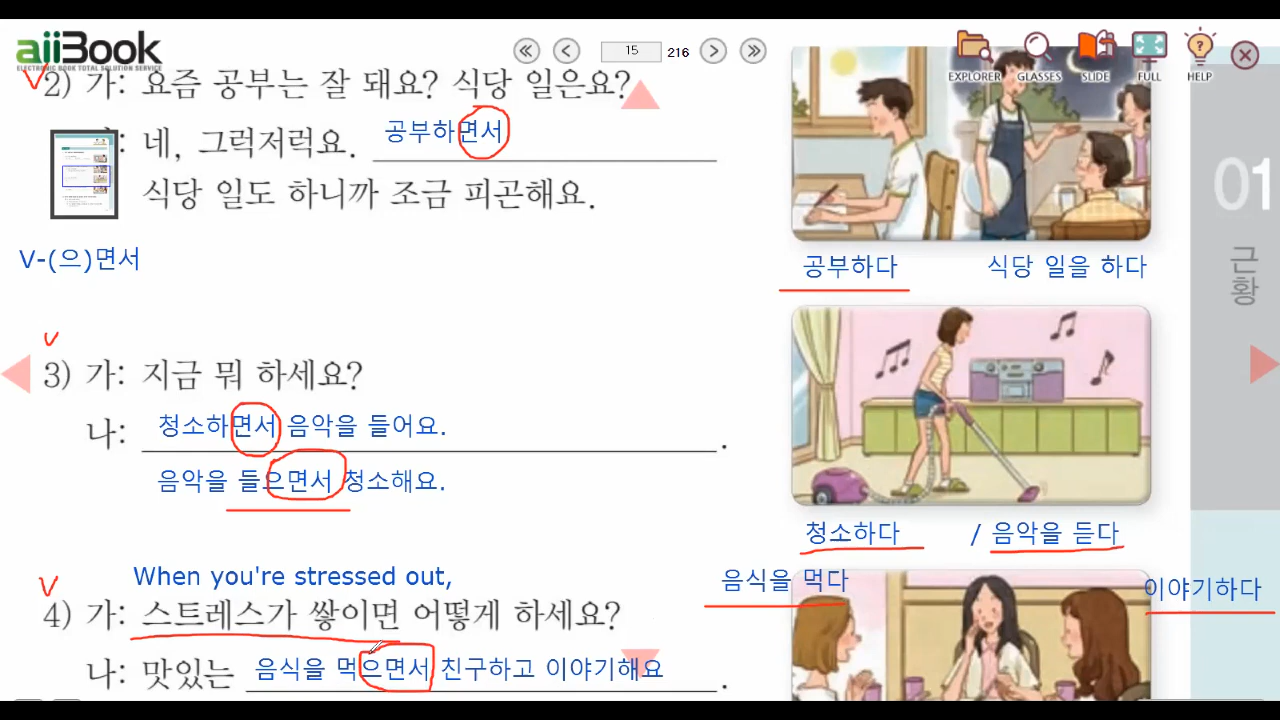 aiiBook
ELECTRONIC BOOK TOTAL SOLUTION SERVICE
15 216
EXPLORER GLASSES SLIDE FULL HELP
2) 가: 요즘 공부는 잘 돼요? 식당 일은요?
: 네, 그럭저럭요. 공부하면서
식당 일도 하니까 조금 피곤해요.
V-(으)면서
공부하다 식당 일을 하다
01
근황
3) 가: 지금 뭐 하세요?
나: 청소하면서 음악을 들어요. .
음악을 들으면서 청소해요.
청소하다 / 음악을 듣다
When you're stressed out,
4) 가: 스트레스가 쌓이면 어떻게 하세요?
나: 맛있는 음식을 먹으면서 친구하고 이야기해요 .
음식을 먹다 이야기하다